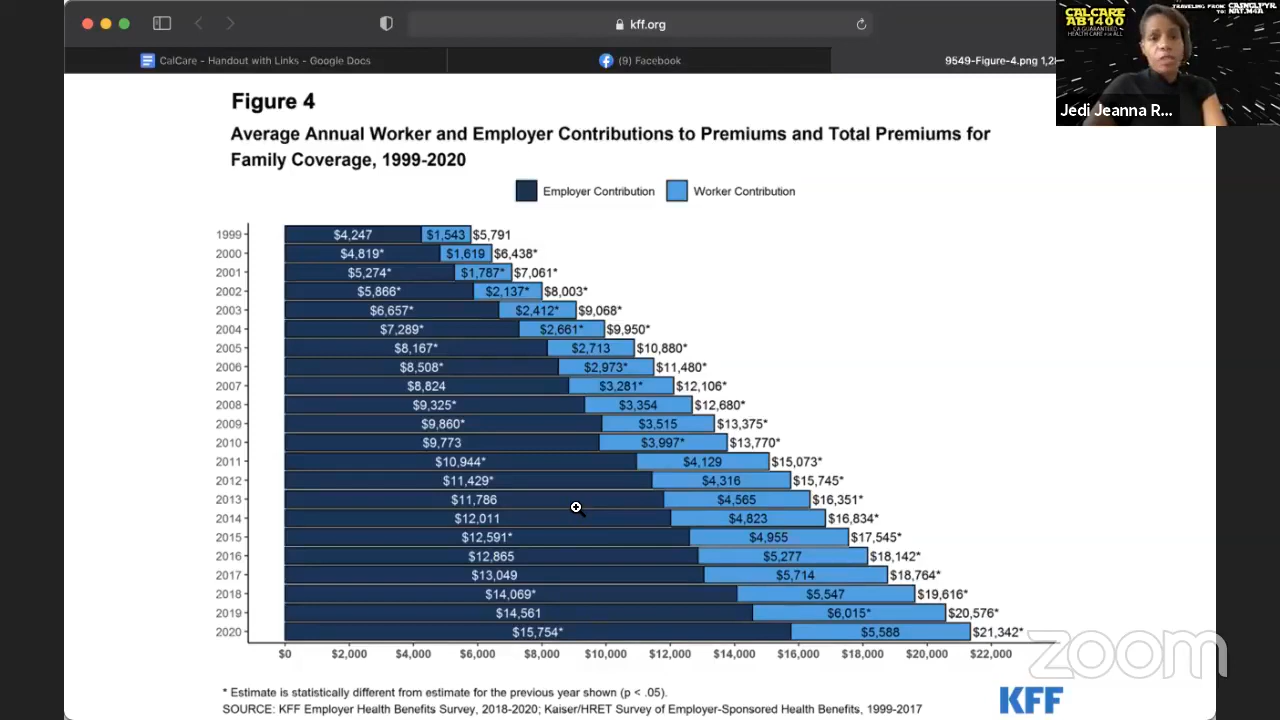 kff.org
CalCare - Handout with Links - Google Docs
(9) Facebook
9549-Figure-4.png 1,2
CALCARE
AB1400
CA GUARANTEED
HEALTH CARE FOR ALL
TRAVELING FROM:
TO:
Jedi Jeanna R...
Figure 4
Average Annual Worker and Employer Contributions to Premiums and Total Premiums for
Family Coverage, 1999-2020
Employer Contribution Worker Contribution
1999 $4,247 $1,543 $5,791
2000 $4,819* $1,619 $6,438*
2001 $5,274* $1,787* $7,061*
2002 $5,866* $2,137* $8,003*
2003 $6,657* $2,412* $9,068*
2004 $7,289* $2,661* $9,950*
2005 $8,167* $2,713 $10,880*
2006 $8,508* $2,973* $11,480*
2007 $8,824 $3,281* $12,106*
2008 $9,325* $3,354 $12,680*
2009 $9,860* $3,515 $13,375*
2010 $9,773 $3,997* $13,770*
2011 $10,944* $4,129 $15,073*
2012 $11,429* $4,316 $15,745*
2013 $11,786 $4,565 $16,351*
2014 $12,011 $4,823 $16,834*
2015 $12,591* $4,955 $17,545*
2016 $12,865 $5,277 $18,142*
2017 $13,049 $5,714 $18,764*
2018 $14,069* $5,547 $19,616*
2019 $14,561 $6,015* $20,576*
2020 $15,754* $5,588 $21,342*
$0 $2,000 $4,000 $6,000 $8,000 $10,000 $12,000 $14,000 $16,000 $18,000 $20,000 $22,000
zoom
* Estimate is statistically different from estimate for the previous year shown (p < .05).
SOURCE: KFF Employer Health Benefits Survey, 2018-2020; Kaiser/HRET Survey of Employer-Sponsored Health Benefits, 1999-2017
KFF